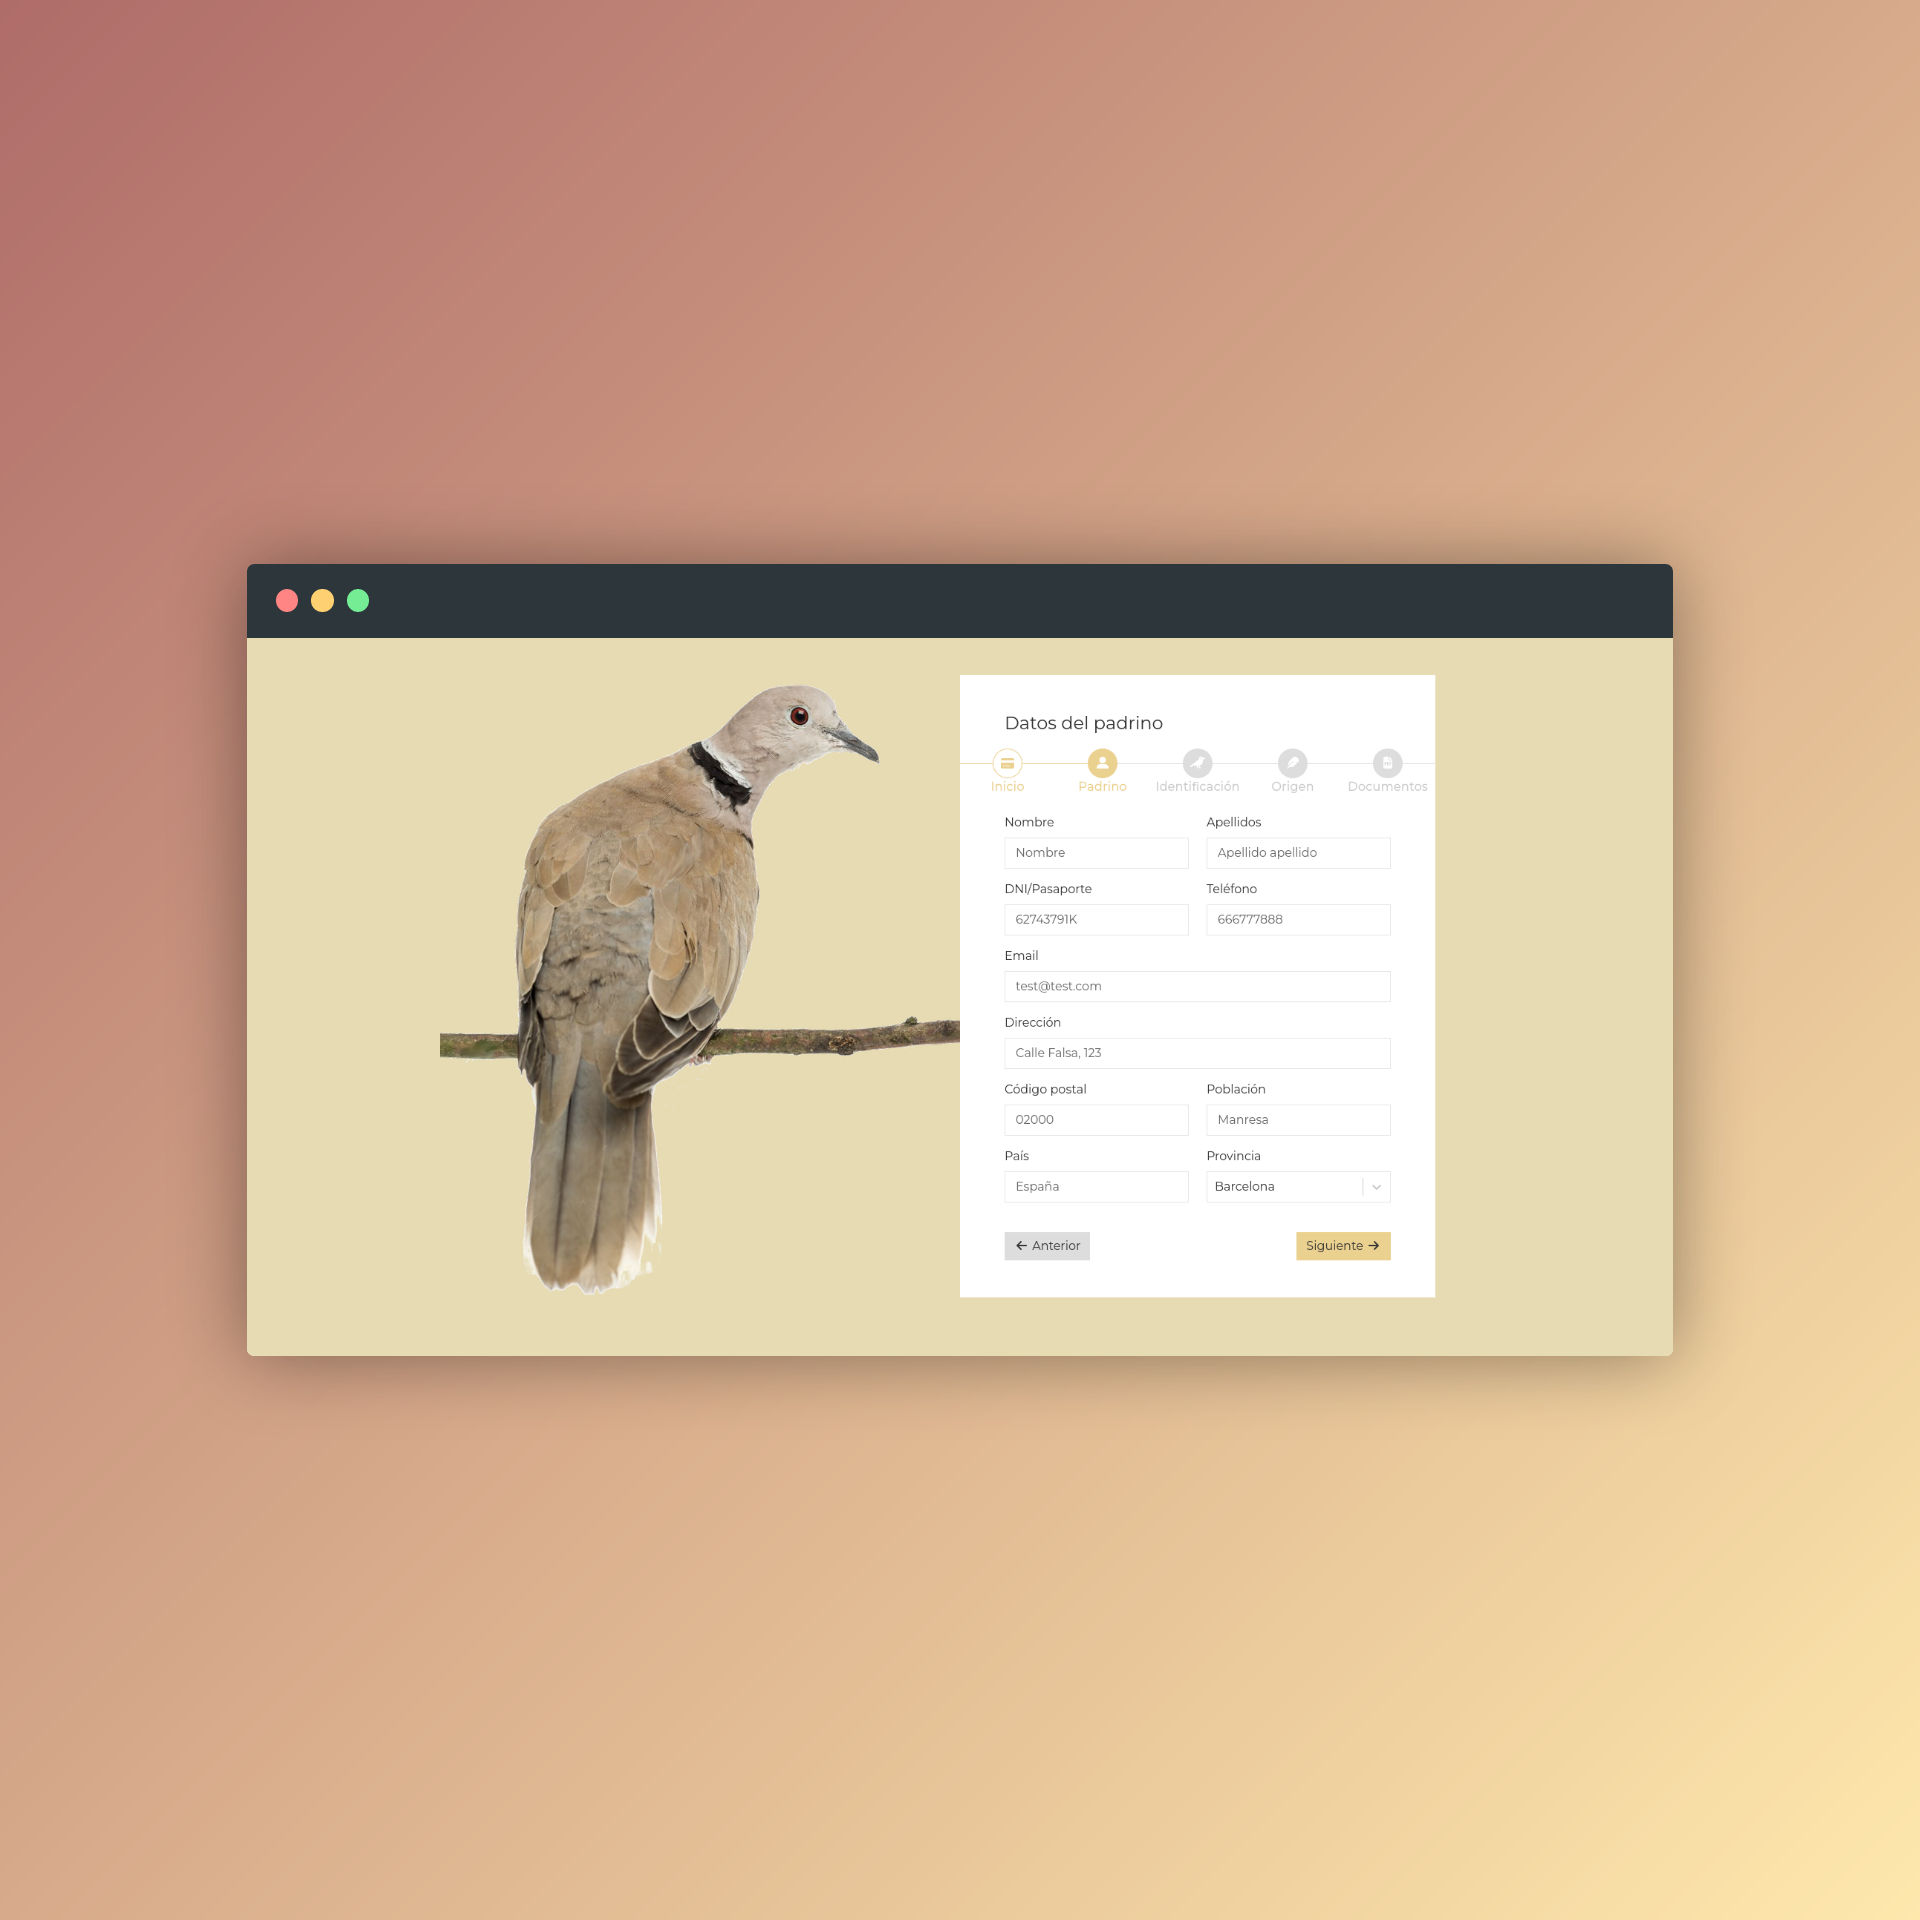 Datos del padrino
Inicio Padrino Identificación Origen Documentos
Nombre Apellidos
Nombre Apellido apellido
DNI/Pasaporte Teléfono
62743791K 666777888
Email
test@test.com
Dirección
Calle Falsa, 123
Código postal Población
02000 Manresa
País Provincia
España Barcelona
Anterior Siguiente